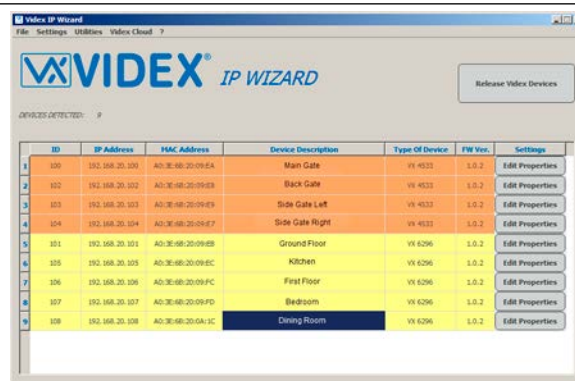 Videx IP Wizard
File Settings Utilities Videx Cloud ?
VIDEX® IP WIZARD
Release Videx Devices
DEVICES DETECTED: 9
ID IP Address MAC Address Device Description Type Of Device FW Ver. Settings
1 100 192.168.20.100 A0:3E:6B:20:09:EA Main Gate VX 4533 1.0.2 Edit Properties
2 102 192.168.20.102 A0:3E:6B:20:09:E8 Back Gate VX 4533 1.0.2 Edit Properties
3 103 192.168.20.103 A0:3E:6B:20:09:E9 Side Gate Left VX 4533 1.0.2 Edit Properties
4 104 192.168.20.104 A0:3E:6B:20:09:E7 Side Gate Right VX 4533 1.0.2 Edit Properties
5 101 192.168.20.101 A0:3E:6B:20:09:EB Ground Floor VX 6296 1.0.2 Edit Properties
6 105 192.168.20.105 A0:3E:6B:20:09:EC Kitchen VX 6296 1.0.2 Edit Properties
7 106 192.168.20.106 A0:3E:6B:20:09:FC First Floor VX 6296 1.0.2 Edit Properties
8 107 192.168.20.107 A0:3E:6B:20:09:FD Bedroom VX 6296 1.0.2 Edit Properties
9 108 192.168.20.108 A0:3E:6B:20:0A:1C Dining Room VX 6296 1.0.2 Edit Properties